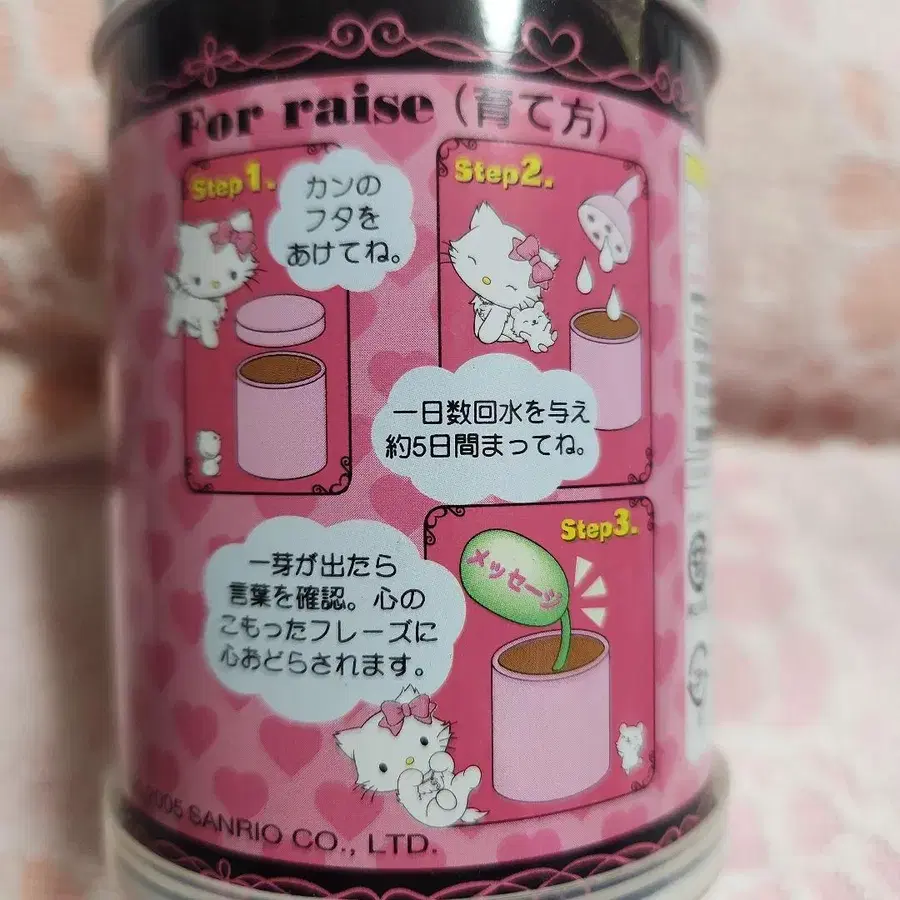 For raise (育て方)
Step1.
カンの
フタを
あけてね。
Step2.
一日数回水を与え
約5日間まってね。
Step3.
メッセージ
一芽が出たら
言葉を確認。心の
こもったフレーズに
心おどらされます。
2005 SANRIO CO., LTD.